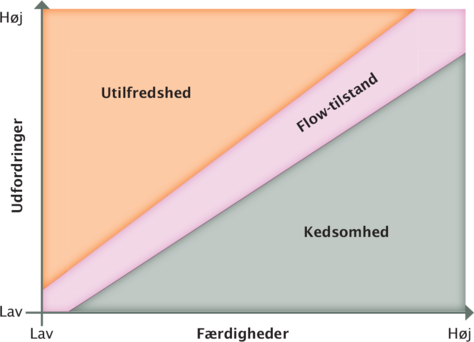 Høj
Utilfredshed
Flow-tilstand
Udfordringer
Kedsomhed
Lav
Lav
Færdigheder
Høj